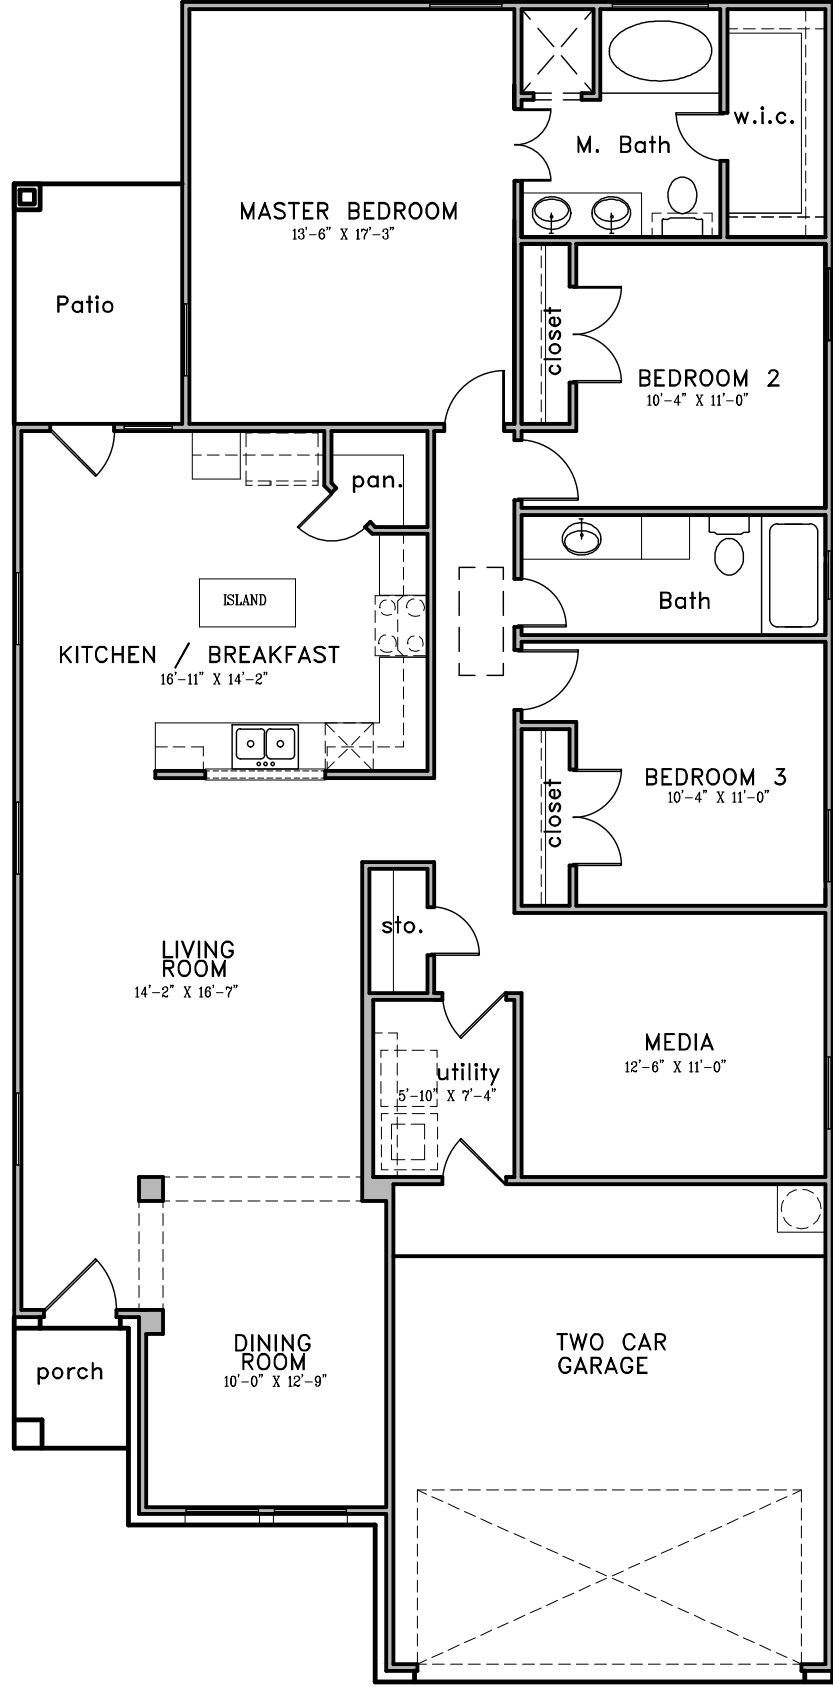 w.i.c.
M. Bath
MASTER BEDROOM
13'-6" X 17'-3"
Patio
closet
BEDROOM 2
10'-4" X 11'-0"
pan.
ISLAND
Bath
KITCHEN / BREAKFAST
16'-11" X 14'-2"
BEDROOM 3
10'-4" X 11'-0"
closet
sto.
LIVING
ROOM
14'-2" X 16'-7"
MEDIA
12'-6" X 11'-0"
utility
5'-10" X 7'-4"
DINING
ROOM
10'-0" X 12'-9"
TWO CAR
GARAGE
porch